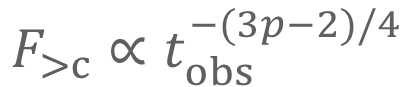 F_{>c} ∝ t_{obs}^{-(3p-2)/4}